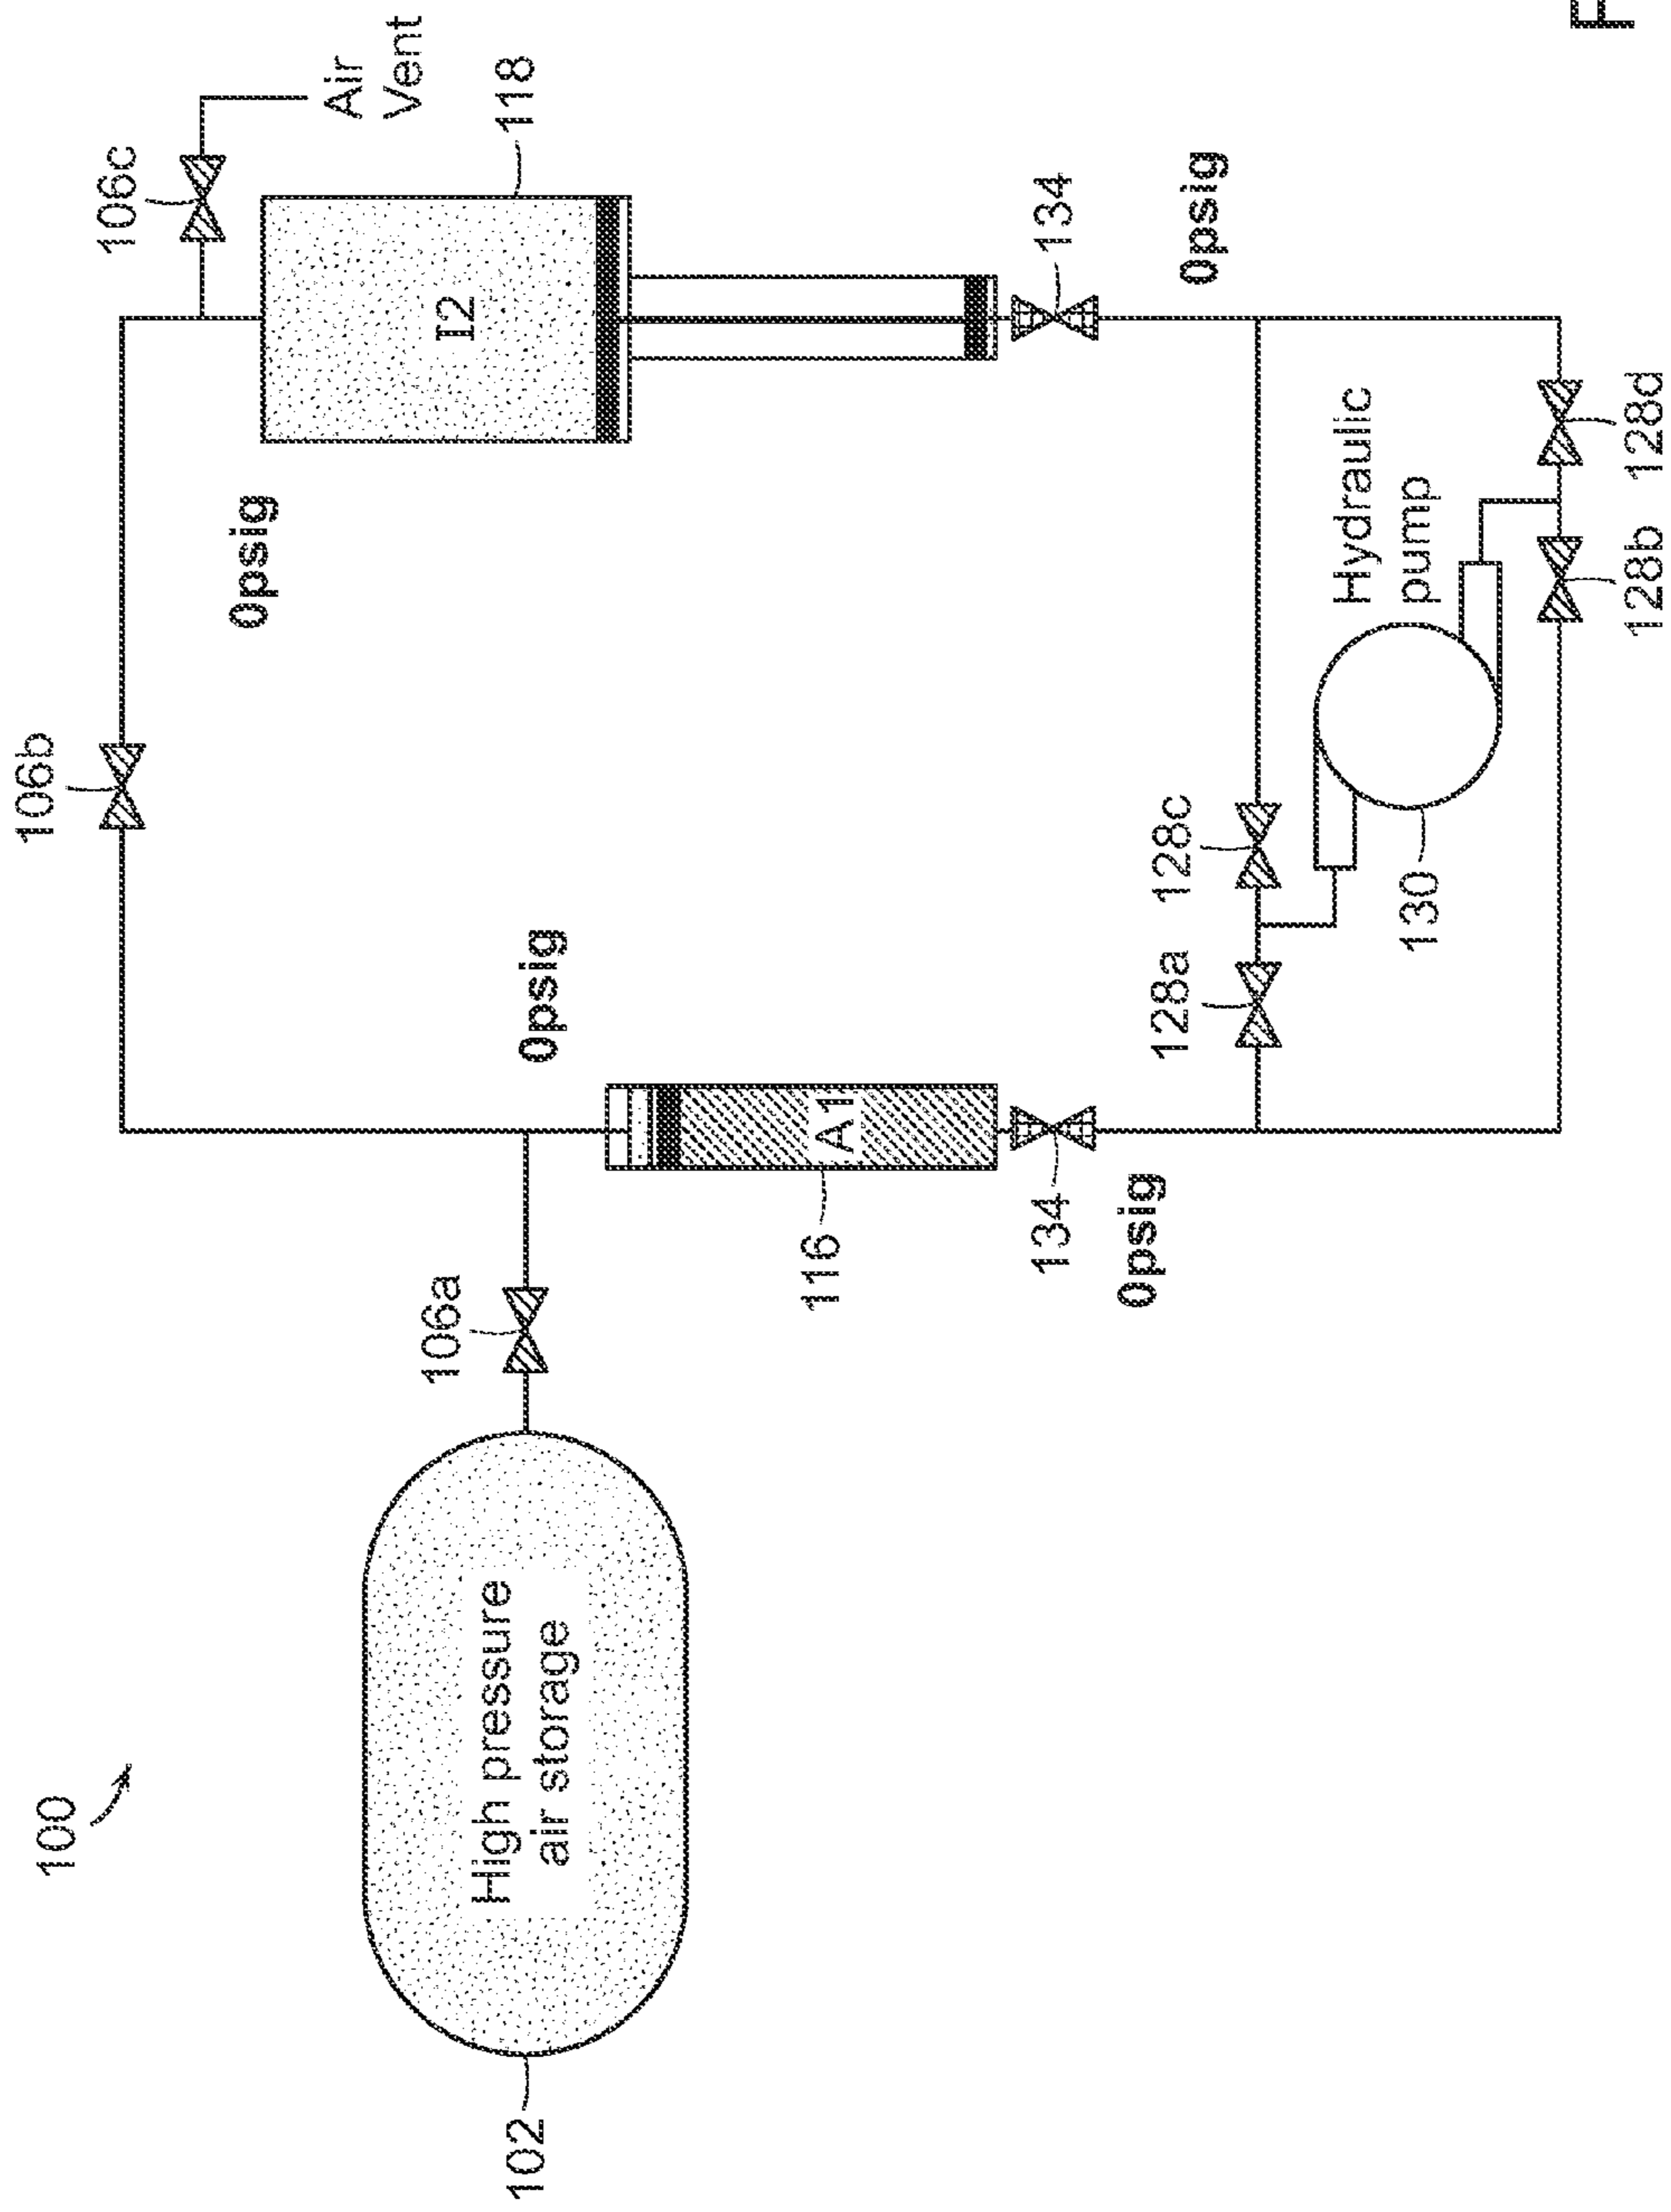 106b
100
106c
0psig
Air
Vent
106a
I2
High pressure
air storage
118
102
0psig
116
A1
134
134
0psig
128a
128c
0psig
Hydraulic
pump
130
128b
128d
F